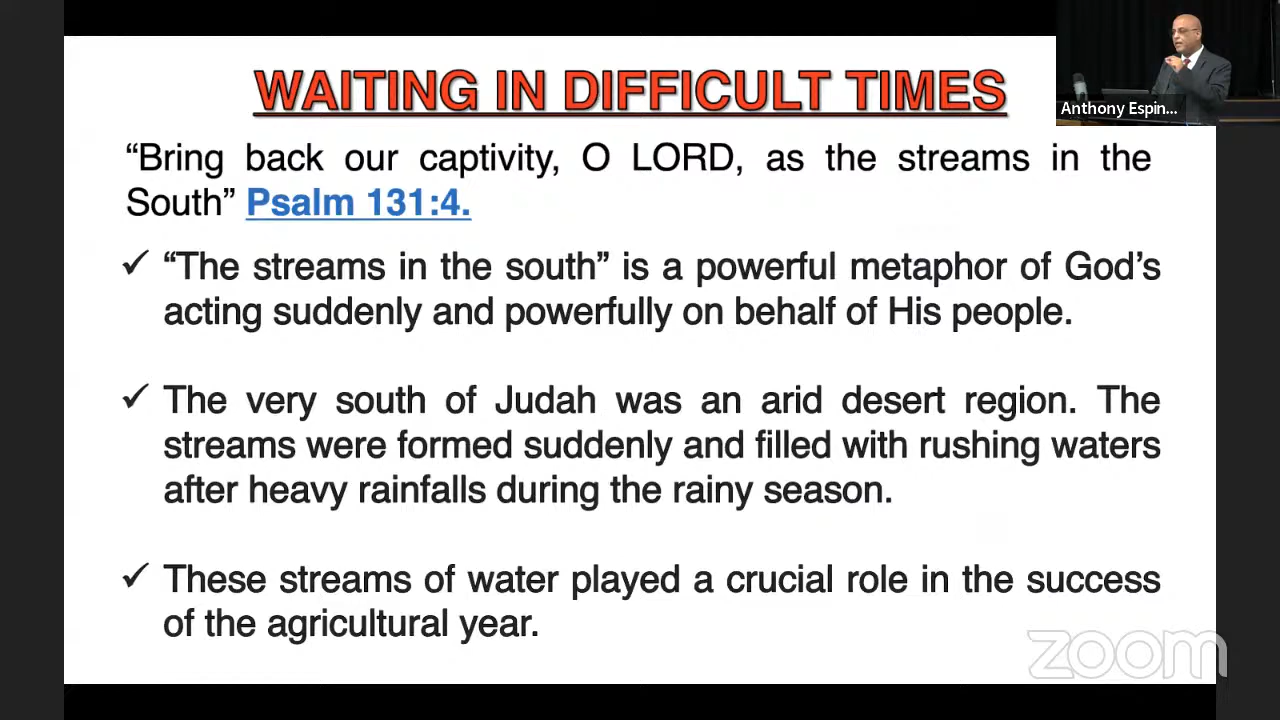 WAITING IN DIFFICULT TIMES
Anthony Espin...
“Bring back our captivity, O LORD, as the streams in the
South” Psalm 131:4.
✓ “The streams in the south” is a powerful metaphor of God’s
acting suddenly and powerfully on behalf of His people.
✓ The very south of Judah was an arid desert region. The
streams were formed suddenly and filled with rushing waters
after heavy rainfalls during the rainy season.
✓ These streams of water played a crucial role in the success
of the agricultural year.
zoom